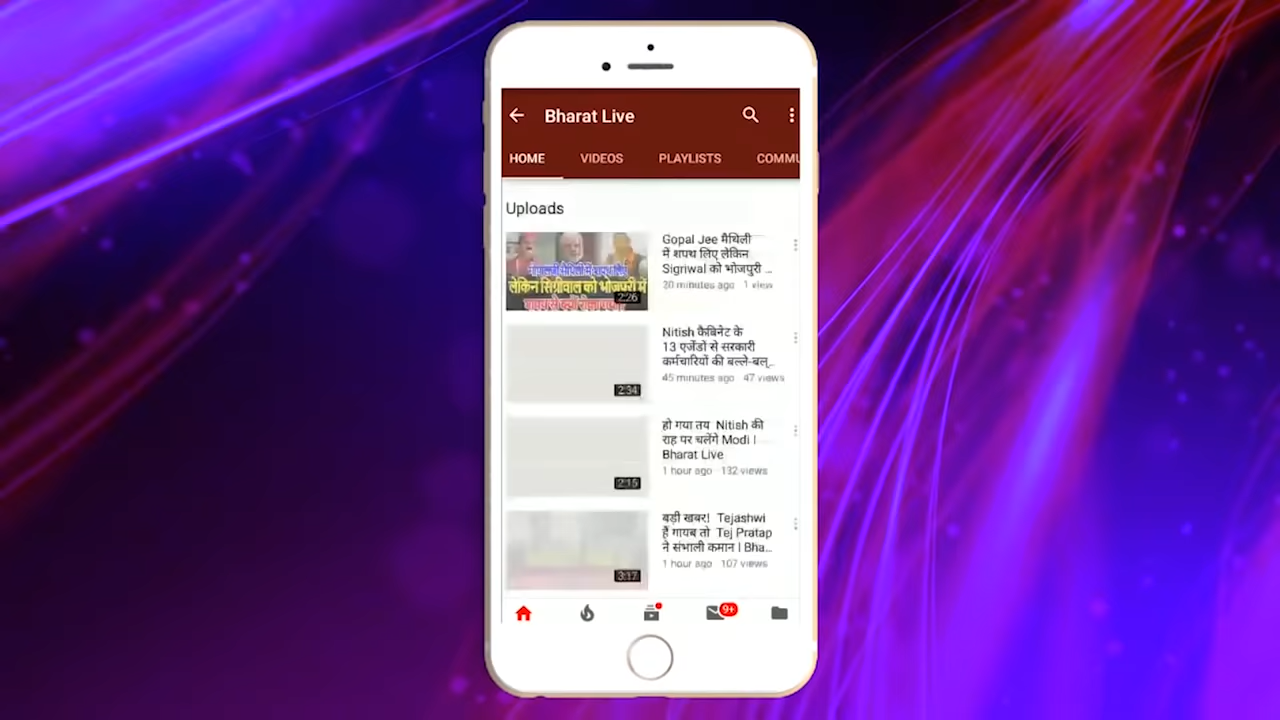 Bharat Live
HOME VIDEOS PLAYLISTS COMMU
Uploads
लेकिन सिग्रीवाल को भोजपुरी में
2:26
Gopal Jee मैथिली
में शपथ लिए लेकिन
Sigriwal को भोजपुरी ...
20 minutes ago 1 view
2:34
Nitish कैबिनेट के
13 एजेंडो से सरकारी
कर्मचारियों की बल्ले-बल्...
45 minutes ago 47 views
2:15
हो गया तय Nitish की
राह पर चलेंगे Modi |
Bharat Live
1 hour ago 132 views
3:17
बड़ी खबर! Tejashwi
हैं गायब तो Tej Pratap
ने संभाली कमान | Bha...
1 hour ago 107 views
9+